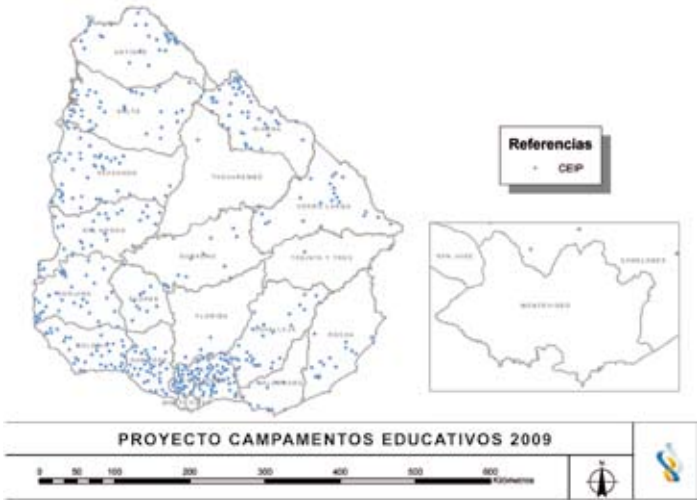 ARTIGAS
SALTO
RIVERA
PAYSANDU
TACUAREMBO
CERRO LARGO
RIO NEGRO
DURAZNO
TREINTA Y TRES
SORIANO
FLORES
FLORIDA
LAVALLEJA
ROCHA
COLONIA
MALDONADO
Referencias
CEIP
SAN JOSE
CANELONES
MONTEVIDEO
PROYECTO CAMPAMENTOS EDUCATIVOS 2009
0 50 100 200 300 400 500 600
Kilómetros
N